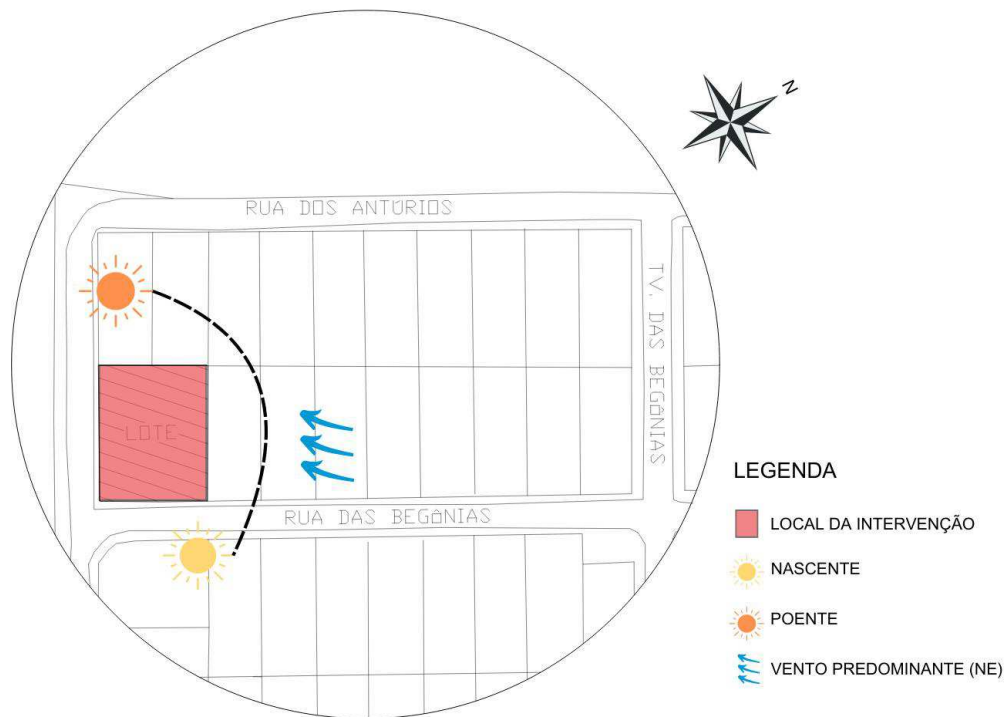 N
RUA DOS ANTÚRIOS
TV. DAS BEGÔNIAS
LOTE
RUA DAS BEGÔNIAS
LEGENDA
LOCAL DA INTERVENÇÃO
NASCENTE
POENTE
VENTO PREDOMINANTE (NE)